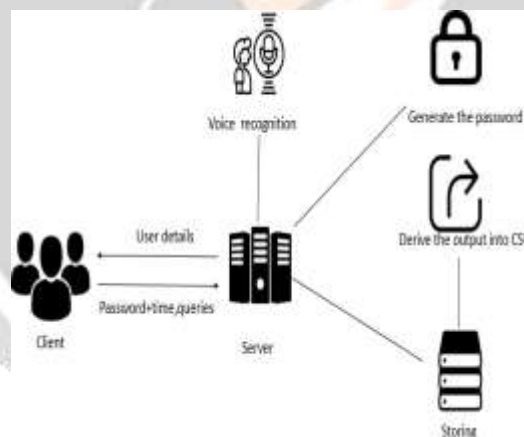 Voice recognition
Generate the password
User details
Derive the output into CS
Password+time,queries
Client
Server
Storing